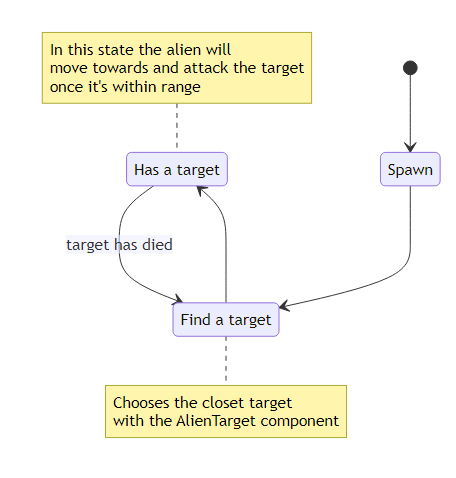 In this state the alien will
move towards and attack the target
once it's within range
Has a target
Spawn
target has died
Find a target
Chooses the closet target
with the AlienTarget component